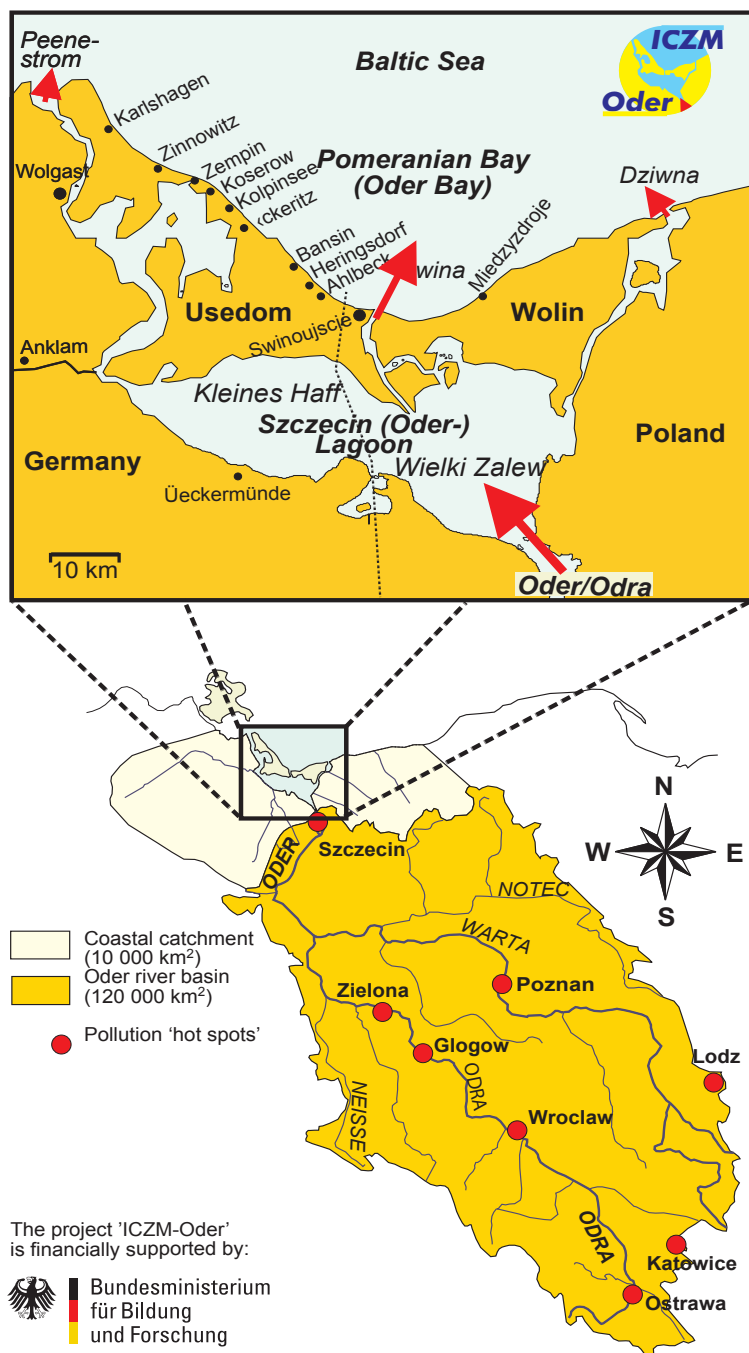 Peene-
strom
Baltic Sea
ICZM
Oder
Karlshagen
Zinnowitz
Zempin
Koserow
Kolpinsee
‹ckeritz
Wolgast
Pomeranian Bay
(Oder Bay)
Dziwna
Bansin
Heringsdorf
Ahlbeck
wina
Miedzyzdroje
Usedom
Swinoujscie
Wolin
Anklam
Kleines Haff
Szczecin (Oder-)
Lagoon
Poland
Germany
Wielki Zalew
Üeckermünde
10 km
Oder/Odra
N
W
E
S
Szczecin
ODER
NOTEC
WARTA
Coastal catchment
(10 000 km²)
Oder river basin
(120 000 km²)
Pollution 'hot spots'
Zielona
Poznan
Glogow
Lodz
ODRA
NEISSE
Wroclaw
ODRA
Katowice
Ostrawa
The project 'ICZM-Oder'
is financially supported by:
Bundesministerium
für Bildung
und Forschung